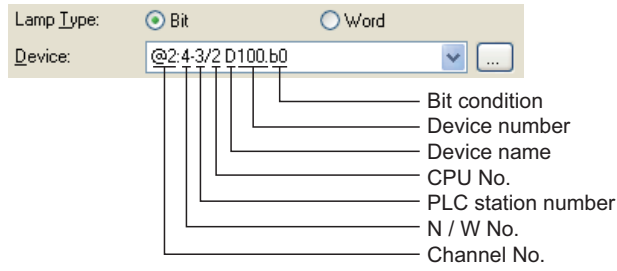 Lamp Type: Bit Word
Device: @2:4-3/2 D100.b0 ...
Bit condition
Device number
Device name
CPU No.
PLC station number
N / W No.
Channel No.